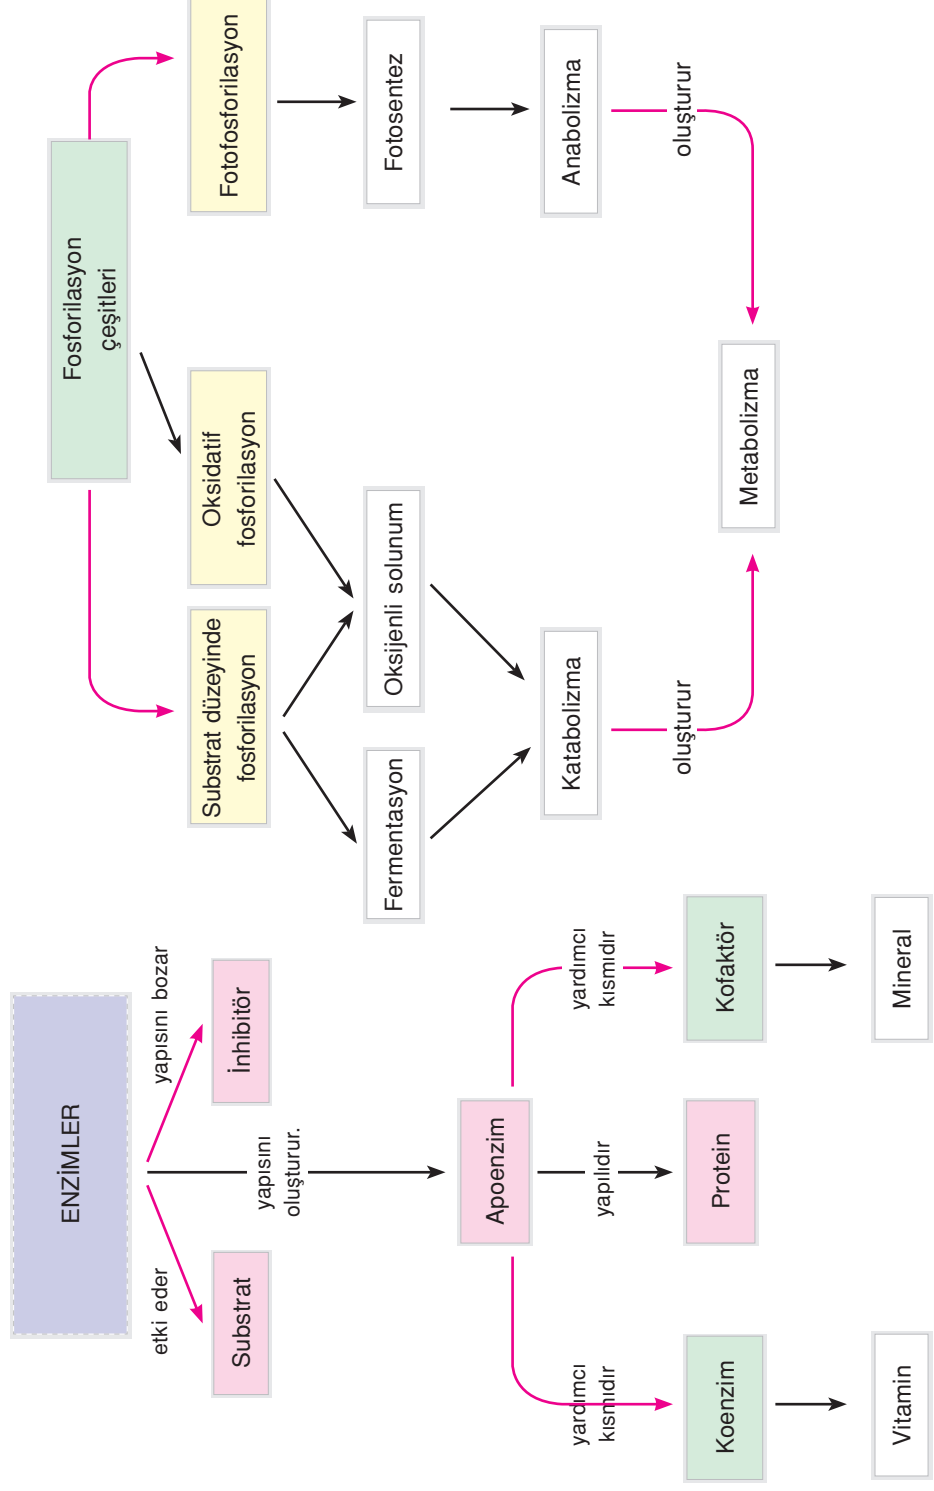 ENZİMLER
etki eder
yapısını bozar
Substrat
İnhibitör
yapısını
oluşturur.
Apoenzim
yardımcı
kısmıdır
yapılıdır
yardımcı
kısmıdır
Koenzim
Protein
Kofaktör
Vitamin
Mineral
Fosforilasyon
çeşitleri
Substrat düzeyinde
fosforilasyon
Oksidatif
fosforilasyon
Fotofosforilasyon
Fermentasyon
Oksijenli solunum
Fotosentez
Katabolizma
Anabolizma
oluşturur
oluşturur
Metabolizma